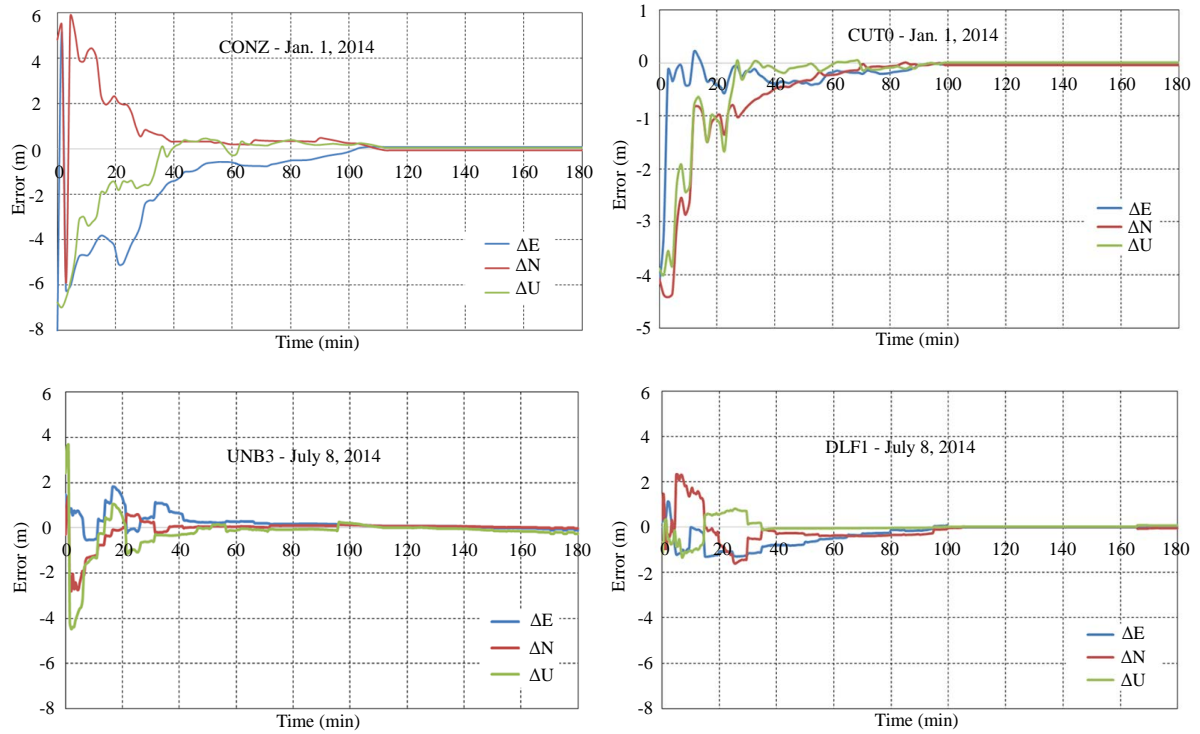 CONZ - Jan. 1, 2014
6
4
2
0
-2
-4
-6
-8
Error (m)
0 20 40 60 80 100 120 140 160 180
Time (min)
ΔE
ΔN
ΔU
CUT0 - Jan. 1, 2014
1
0
-1
-2
-3
-4
-5
Error (m)
0 20 40 60 80 100 120 140 160 180
Time (min)
ΔE
ΔN
ΔU
UNB3 - July 8, 2014
6
4
2
0
-2
-4
-6
-8
Error (m)
0 20 40 60 80 100 120 140 160 180
Time (min)
ΔE
ΔN
ΔU
DLF1 - July 8, 2014
6
4
2
0
-2
-4
-6
-8
Error (m)
0 20 40 60 80 100 120 140 160 180
Time (min)
ΔE
ΔN
ΔU